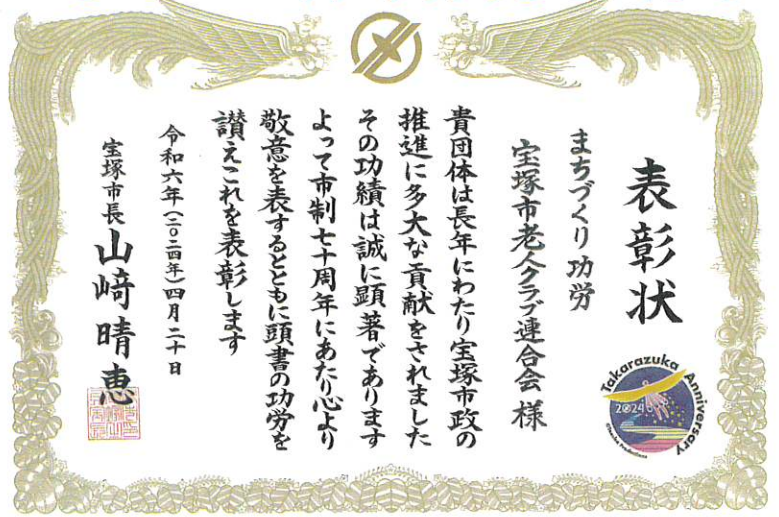 表彰状
まちづくり功労
宝塚市老人クラブ連合会 様
貴団体は長年にわたり宝塚市政の
推進に多大な貢献をされました
その功績は誠に顕著であります
よって市制七十周年にあたり心より
敬意を表するとともに頭書の功労を
讃えこれを表彰します
令和六年(二〇二四年)四月二十日
宝塚市長 山﨑晴恵
Takarazuka Anniversary
2024